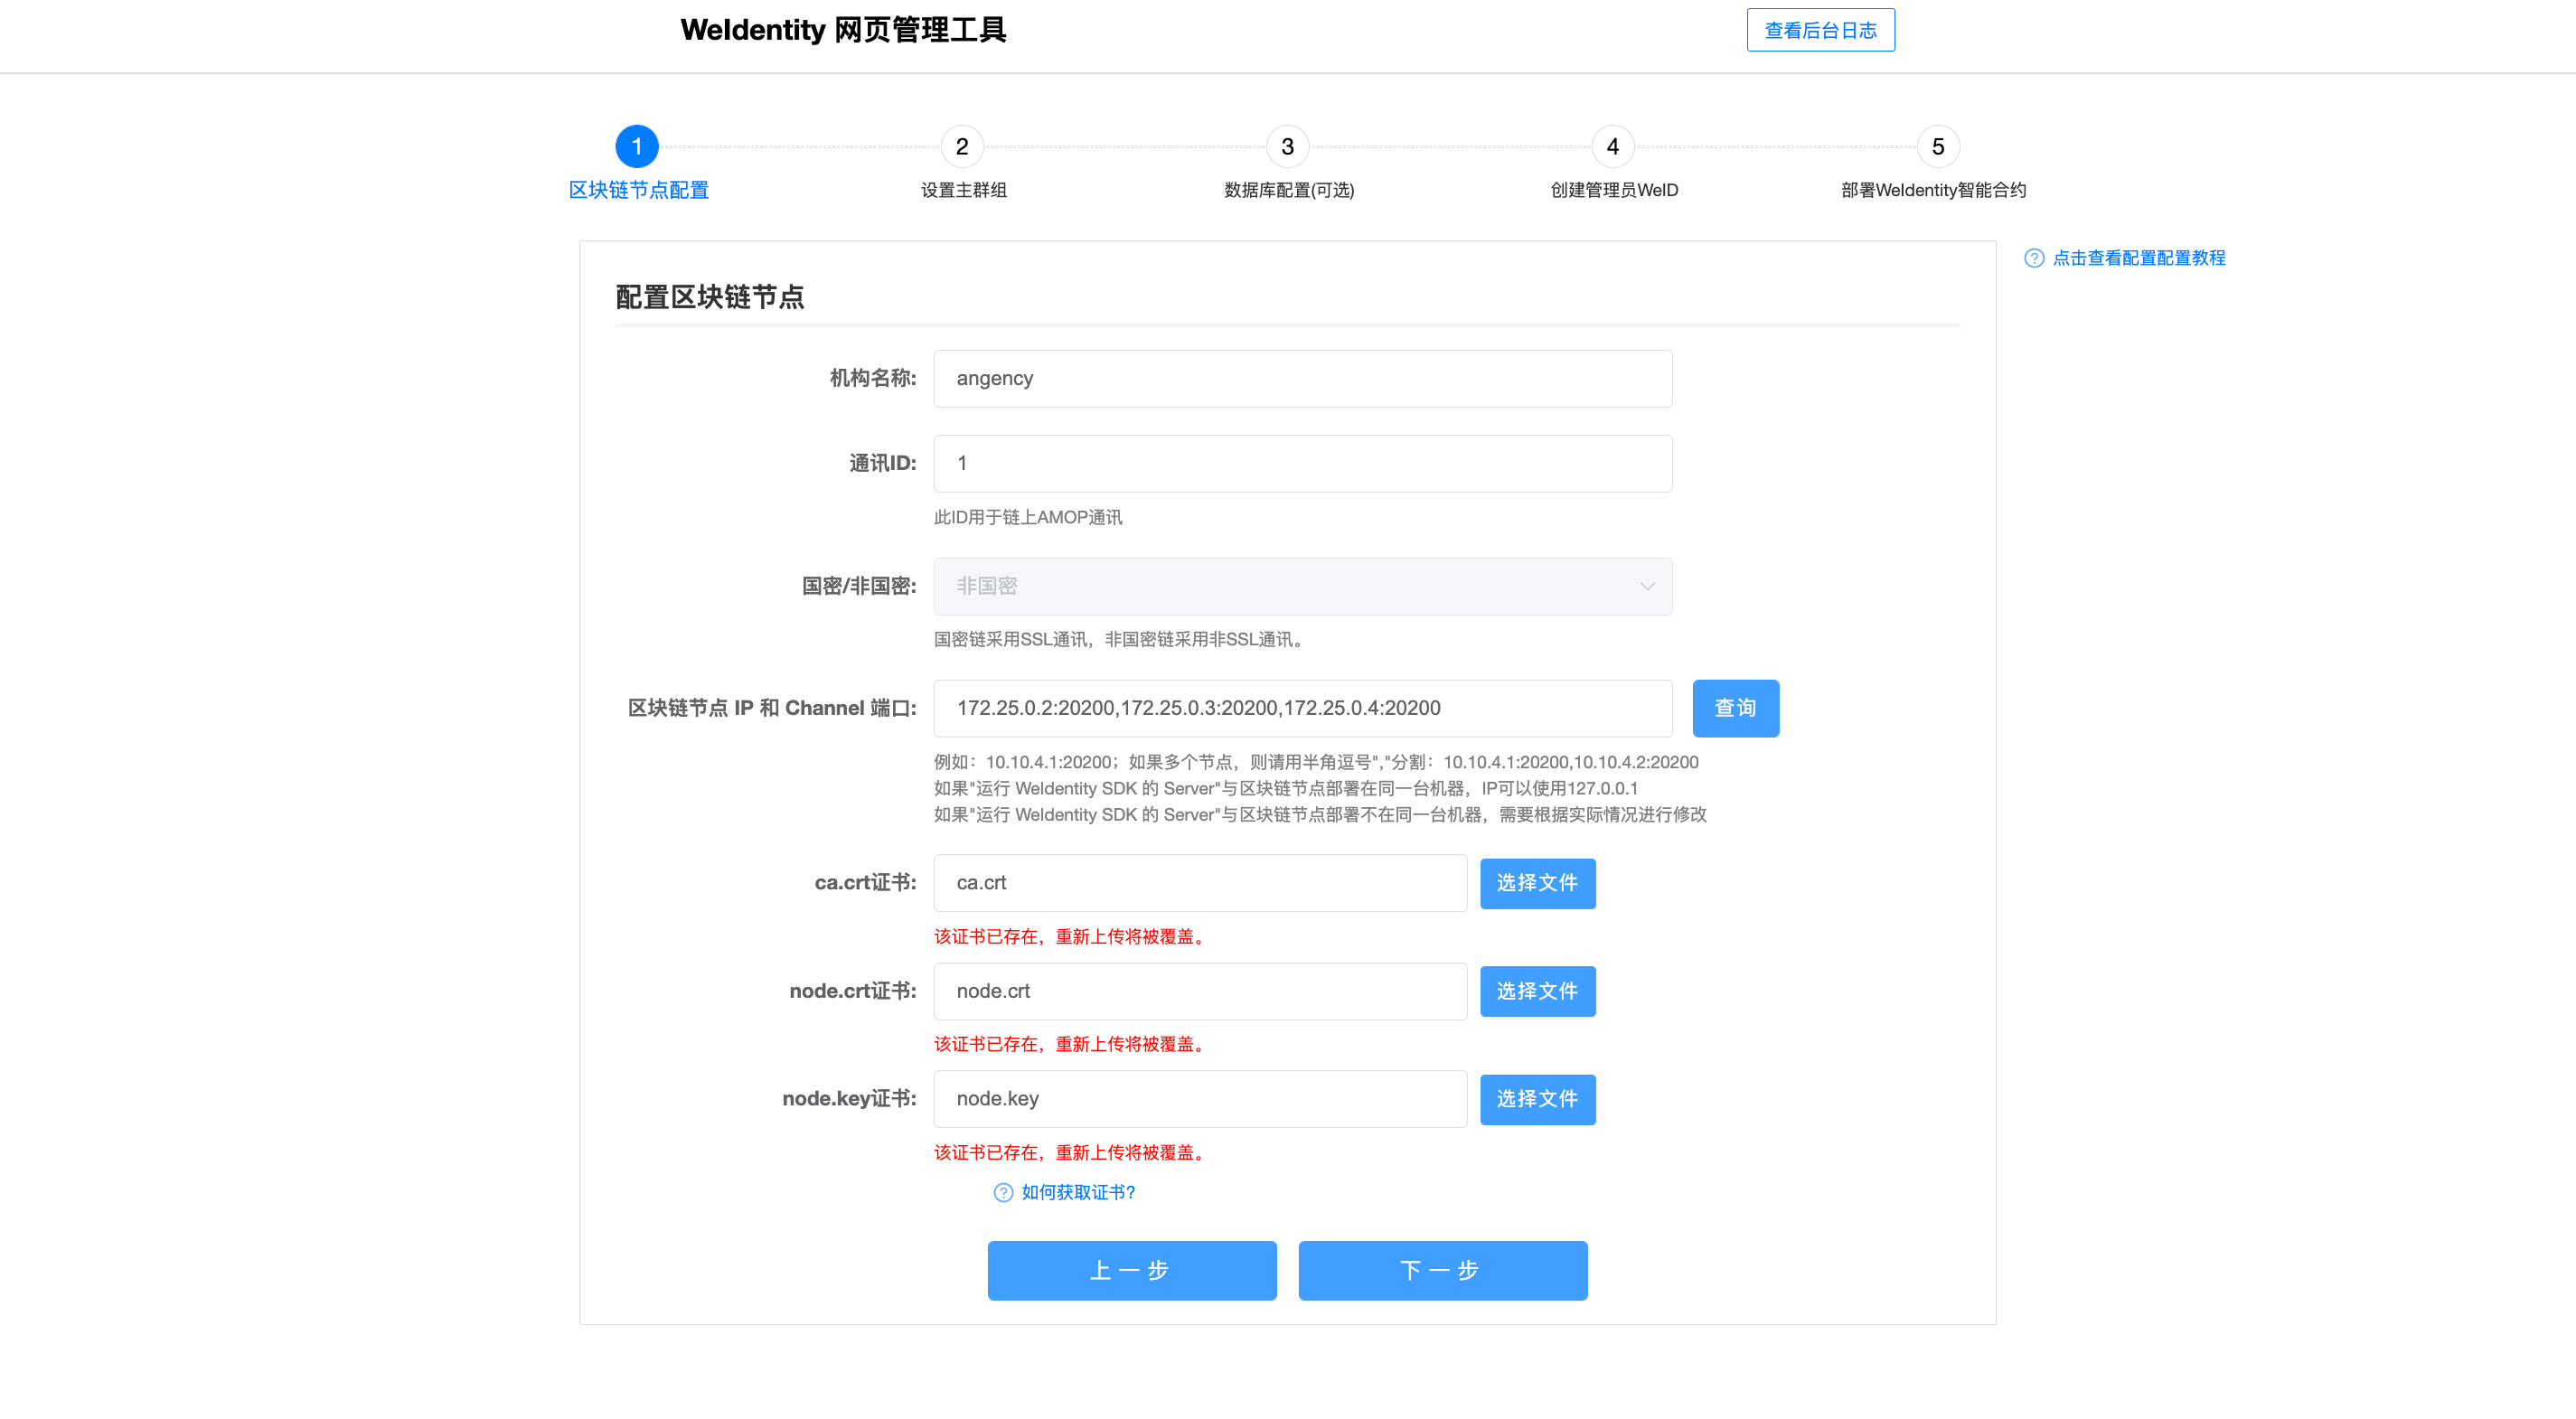 WeIdentity 网页管理工具
查看后台日志
1
2
3
4
5
区块链节点配置
设置主群组
数据库配置(可选)
创建管理员WeID
部署WeIdentity智能合约
点击查看配置配置教程
配置区块链节点
机构名称:
angency
通讯ID:
1
此ID用于链上AMOP通讯
国密/非国密:
非国密
国密链采用SSL通讯，非国密链采用非SSL通讯。
区块链节点 IP 和 Channel 端口:
172.25.0.2:20200,172.25.0.3:20200,172.25.0.4:20200
查询
例如：10.10.4.1:20200；如果多个节点，则请用半角逗号","分割：10.10.4.1:20200,10.10.4.2:20200
如果"运行 WeIdentity SDK 的 Server"与区块链节点部署在同一台机器，IP可以使用127.0.0.1
如果"运行 WeIdentity SDK 的 Server"与区块链节点部署不在同一台机器，需要根据实际情况进行修改
ca.crt证书:
ca.crt
选择文件
该证书已存在，重新上传将被覆盖。
node.crt证书:
node.crt
选择文件
该证书已存在，重新上传将被覆盖。
node.key证书:
node.key
选择文件
该证书已存在，重新上传将被覆盖。
如何获取证书?
上一步
下一步